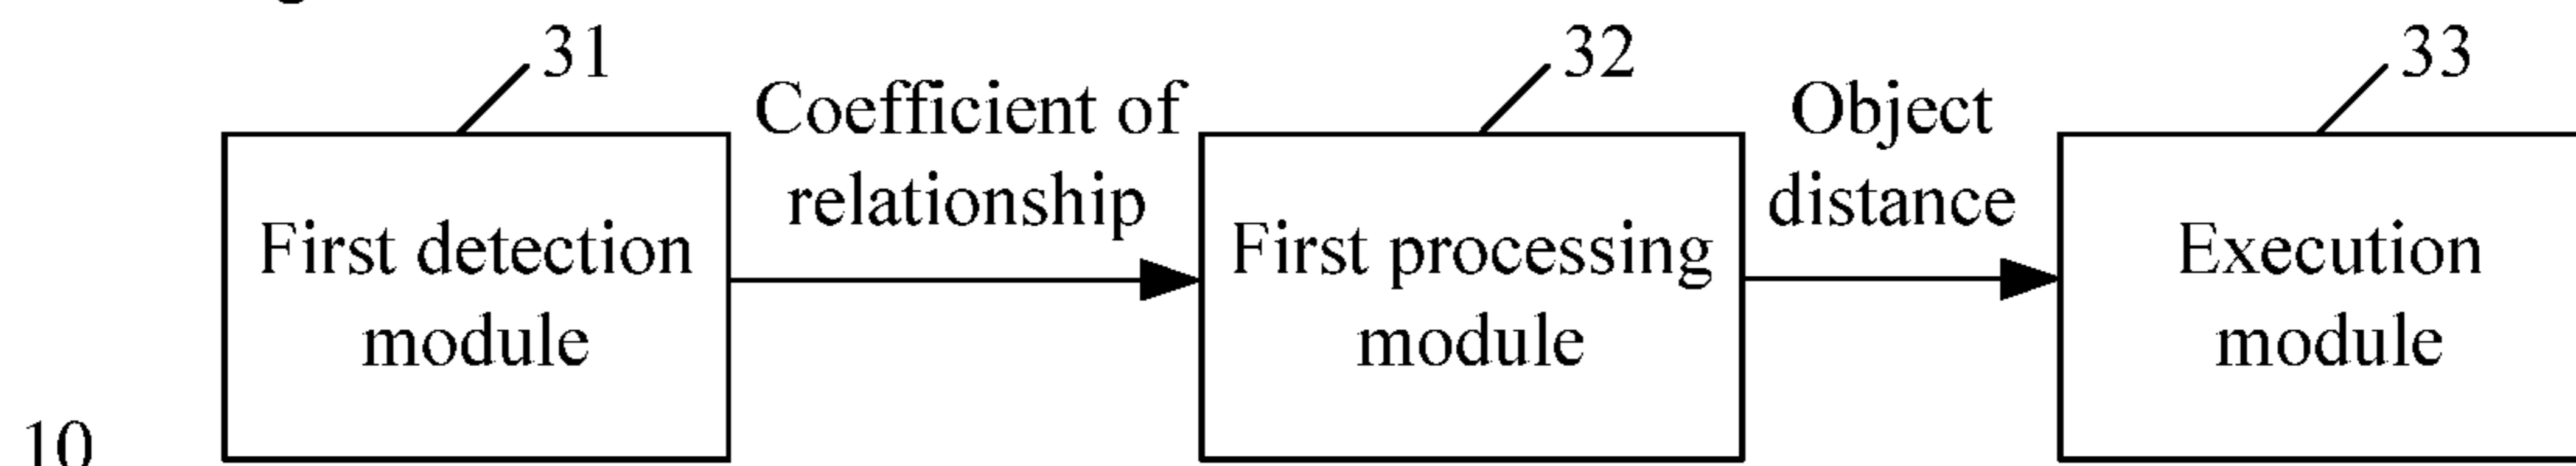 31
32
33
Coefficient of
relationship
Object
distance
First detection
module
First processing
module
Execution
module
10